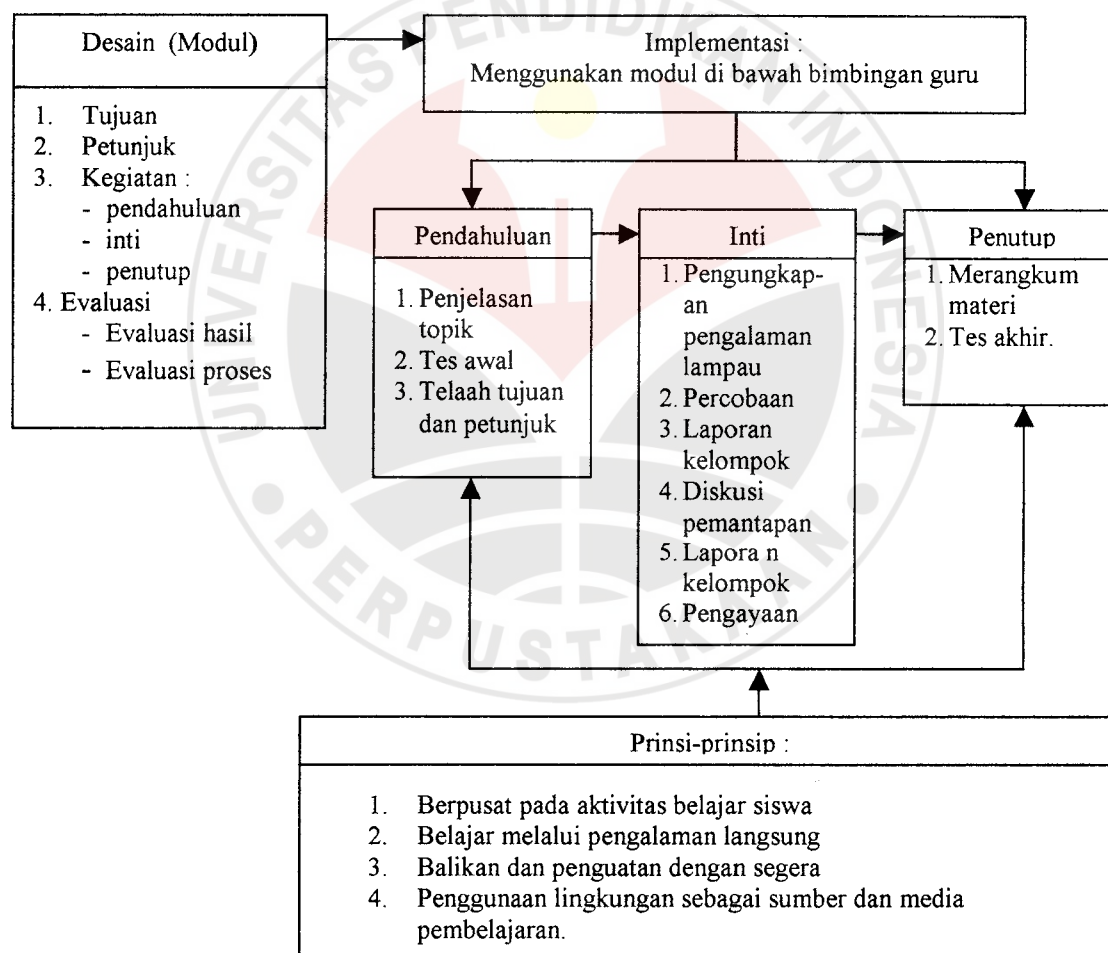 Desain (Modul)
1. Tujuan
2. Petunjuk
3. Kegiatan :
- pendahuluan
- inti
- penutup
4. Evaluasi
- Evaluasi hasil
- Evaluasi proses
Implementasi :
Menggunakan modul di bawah bimbingan guru
Pendahuluan
1. Penjelasan
topik
2. Tes awal
3. Telaah tujuan
dan petunjuk
Inti
1. Pengungkap-
an
pengalaman
lampau
2. Percobaan
3. Laporan
kelompok
4. Diskusi
pemantapan
5. Lapora n
kelompok
6. Pengayaan
Penutup
1. Merangkum
materi
2. Tes akhir.
Prinsi-prinsip :
1. Berpusat pada aktivitas belajar siswa
2. Belajar melalui pengalaman langsung
3. Balikan dan penguatan dengan segera
4. Penggunaan lingkungan sebagai sumber dan media
pembelajaran.
UNIVERSITAS PENDIDIKAN INDONESIA
PERPUSTAKAAN